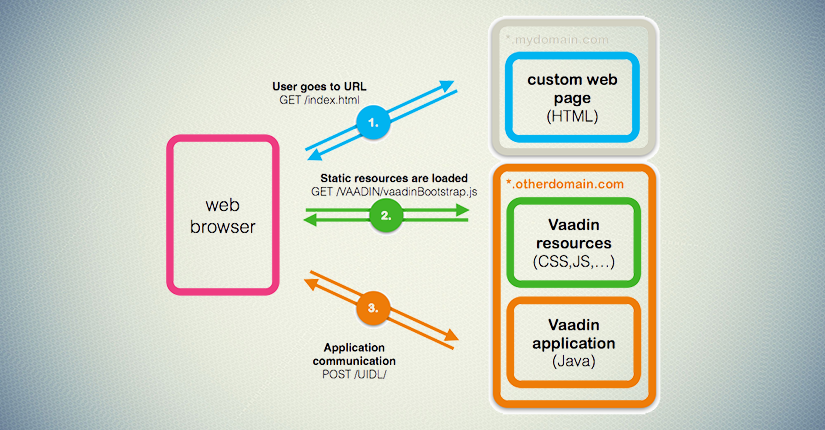 *.mydomain.com
custom web
page
(HTML)
User goes to URL
GET /index.html
1.
Static resources are loaded
GET /VAADIN/vaadinBootstrap.js
2.
web
browser
*.otherdomain.com
Vaadin
resources
(CSS,JS,...)
3.
Application
communication
POST /UIDL/
Vaadin
application
(Java)